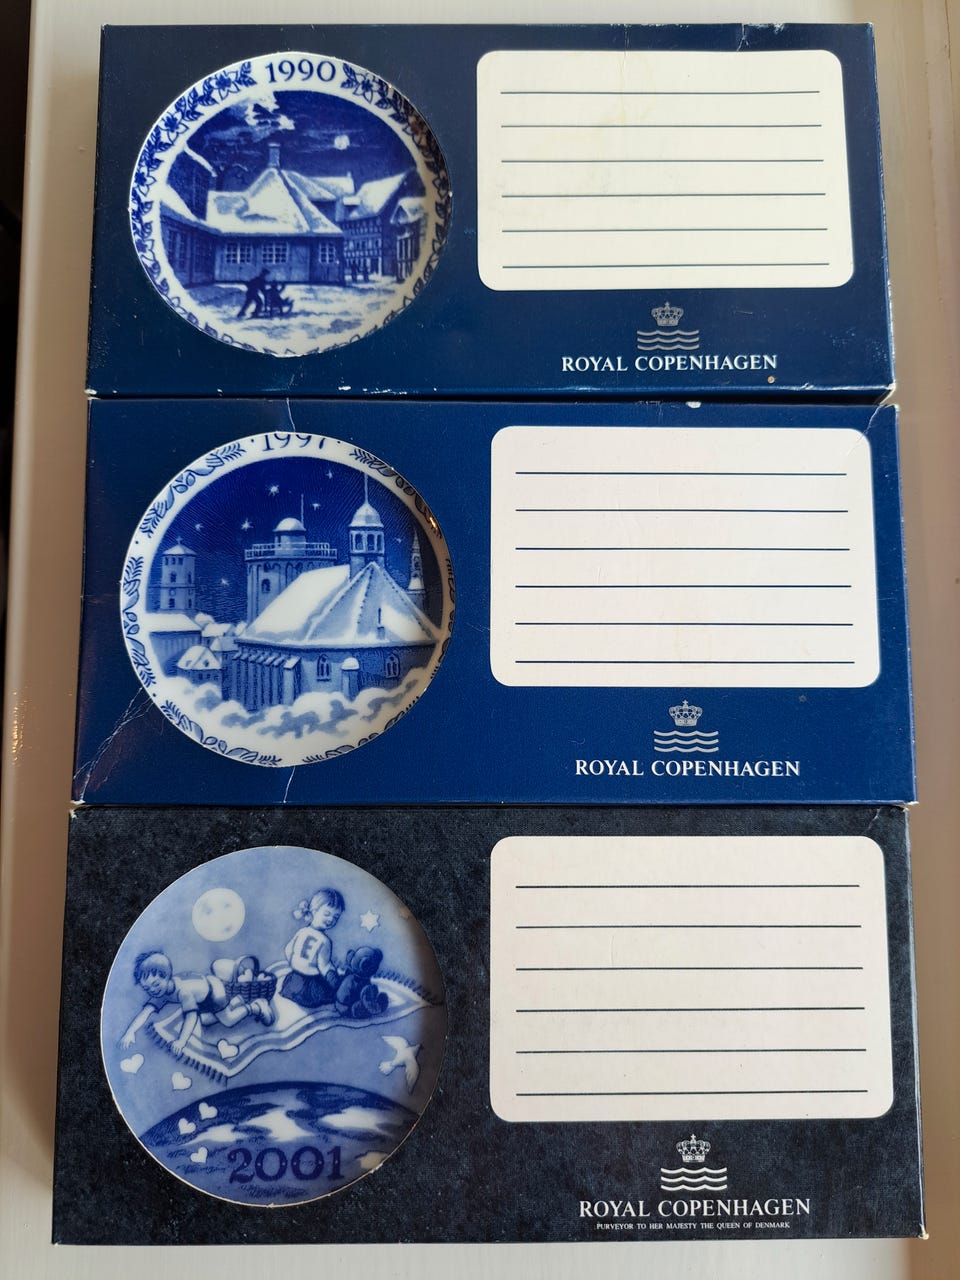 1990
ROYAL COPENHAGEN
· 1997 ·
ROYAL COPENHAGEN
E
2001
ROYAL COPENHAGEN
PURVEYOR TO HER MAJESTY THE QUEEN OF DENMARK